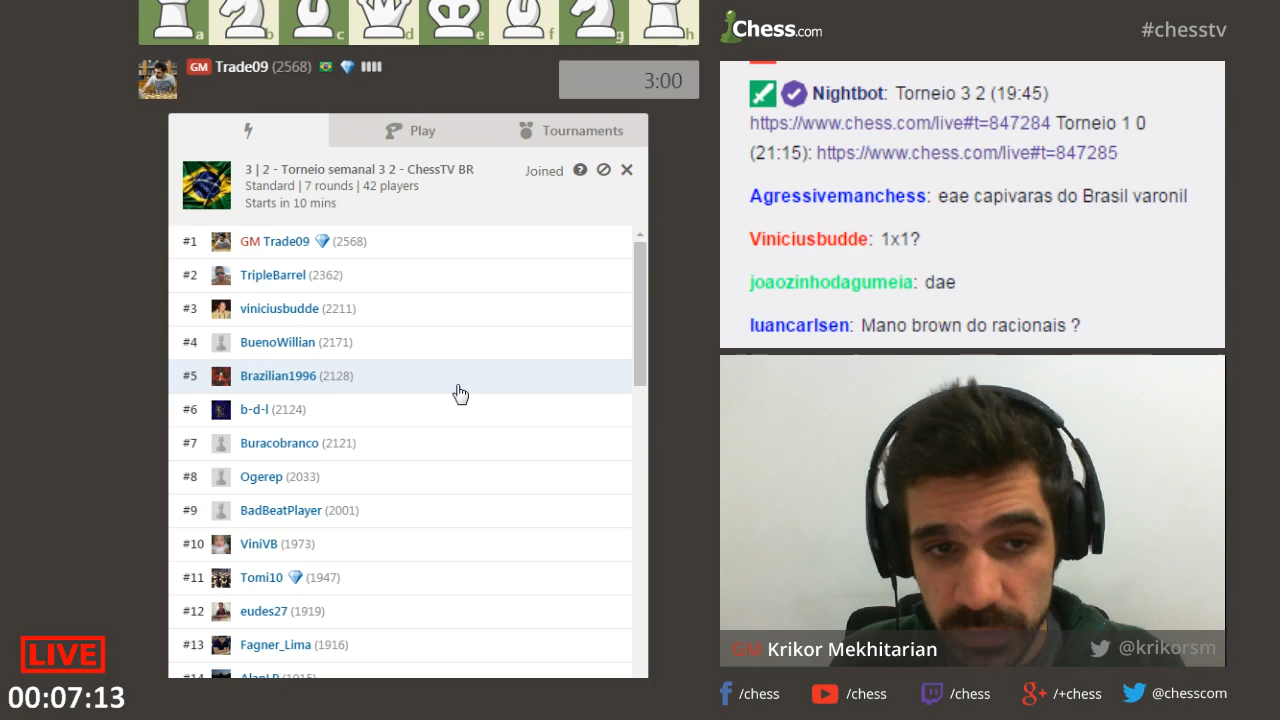 a b c d e f g h
GM Trade09 (2568)
3:00
Play
Tournaments
3 | 2 - Torneio semanal 3 2 - ChessTV BR
Joined
Standard | 7 rounds | 42 players
Starts in 10 mins
#1 GM Trade09 (2568)
#2 TripleBarrel (2362)
#3 viniciusbudde (2211)
#4 BuenoWillian (2171)
#5 Brazilian1996 (2128)
#6 b-d-l (2124)
#7 Buracobranco (2121)
#8 Ogerep (2033)
#9 BadBeatPlayer (2001)
#10 ViniVB (1973)
#11 Tomi10 (1947)
#12 eudes27 (1919)
#13 Fagner_Lima (1916)
LIVE
00:07:13
Chess.com
#chesstv
Nightbot: Torneio 3 2 (19:45)
https://www.chess.com/live#t=847284 Torneio 1 0
(21:15): https://www.chess.com/live#t=847285
Agressivemanchess: eae capivaras do Brasil varonil
Viniciusbudde: 1x1?
joaozinhodagumeia: dae
luancarlsen: Mano brown do racionais ?
GM Krikor Mekhitarian
@krikorsm
/chess
/chess
/chess
/+chess
@chesscom